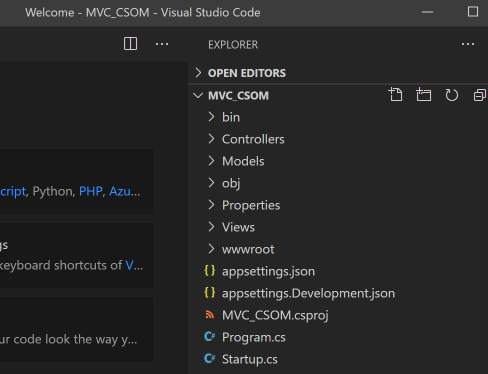 Welcome - MVC_CSOM - Visual Studio Code
EXPLORER
OPEN EDITORS
MVC_CSOM
bin
Controllers
Models
cript, Python, PHP, Azu...
obj
Properties
Views
gs
wwwroot
keyboard shortcuts of V...
appsettings.json
appsettings.Development.json
MVC_CSOM.csproj
ur code look the way y...
Program.cs
Startup.cs